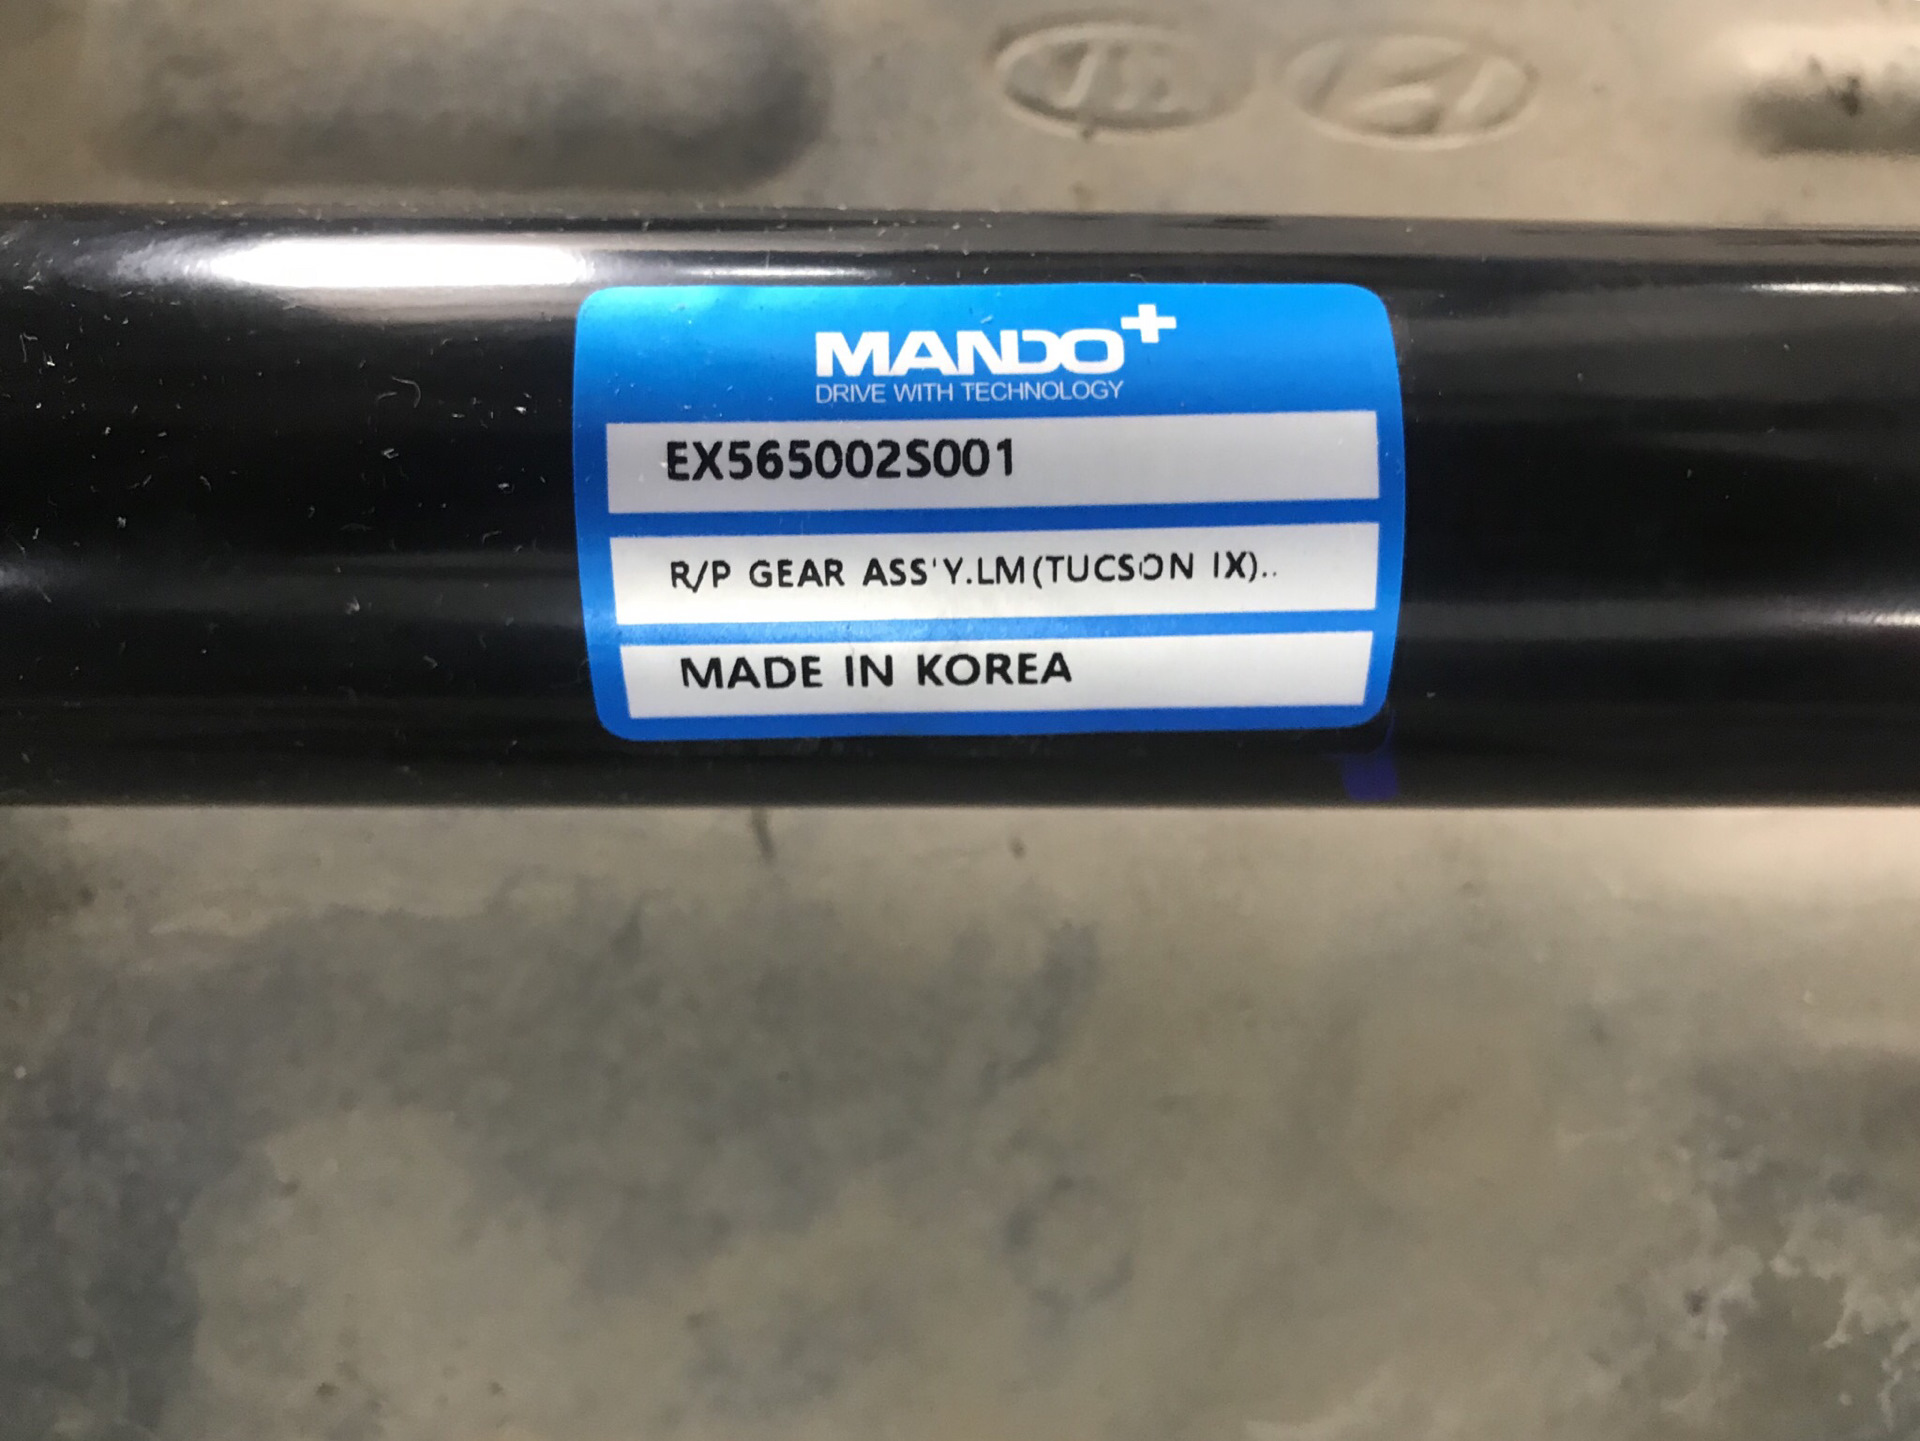 MANDO+
DRIVE WITH TECHNOLOGY
EX565002S001
R/P GEAR ASS'Y.LM(TUCSON IX)..
MADE IN KOREA